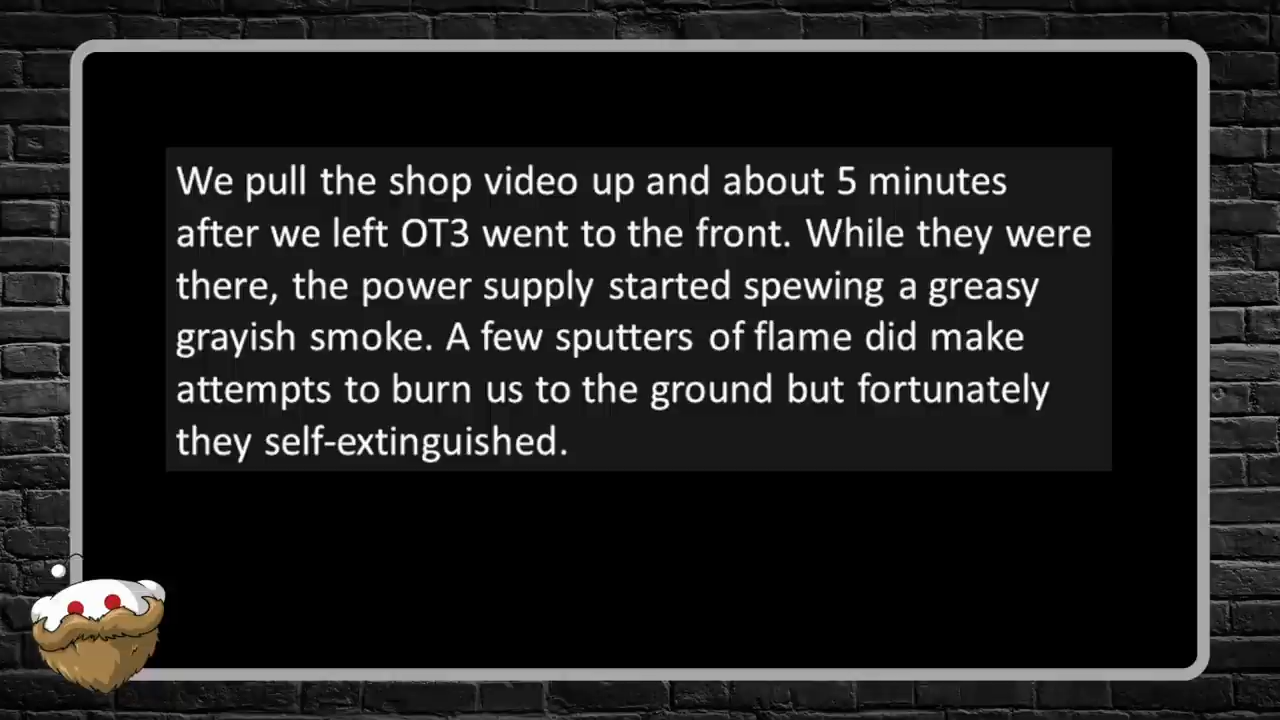 We pull the shop video up and about 5 minutes
after we left OT3 went to the front. While they were
there, the power supply started spewing a greasy
grayish smoke. A few sputters of flame did make
attempts to burn us to the ground but fortunately
they self-extinguished.